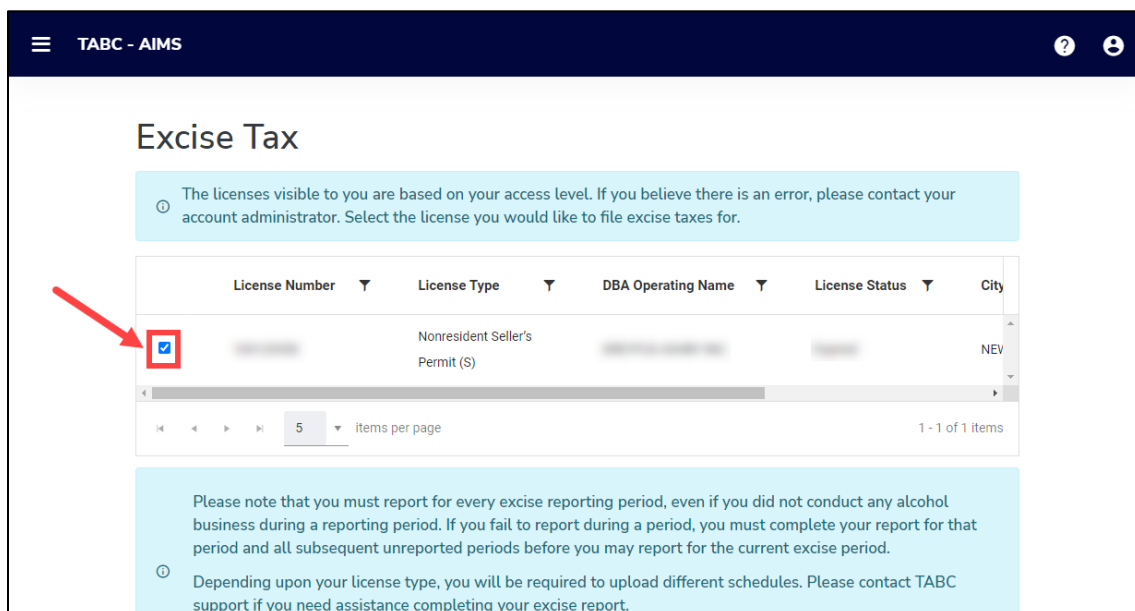 TABC - AIMS
Excise Tax
The licenses visible to you are based on your access level. If you believe there is an error, please contact your
account administrator. Select the license you would like to file excise taxes for.
License Number License Type DBA Operating Name License Status City
Nonresident Seller's
Permit (S)
NEW
5 items per page 1 - 1 of 1 items
Please note that you must report for every excise reporting period, even if you did not conduct any alcohol
business during a reporting period. If you fail to report during a period, you must complete your report for that
period and all subsequent unreported periods before you may report for the current excise period.
Depending upon your license type, you will be required to upload different schedules. Please contact TABC
support if you need assistance completing your excise report.